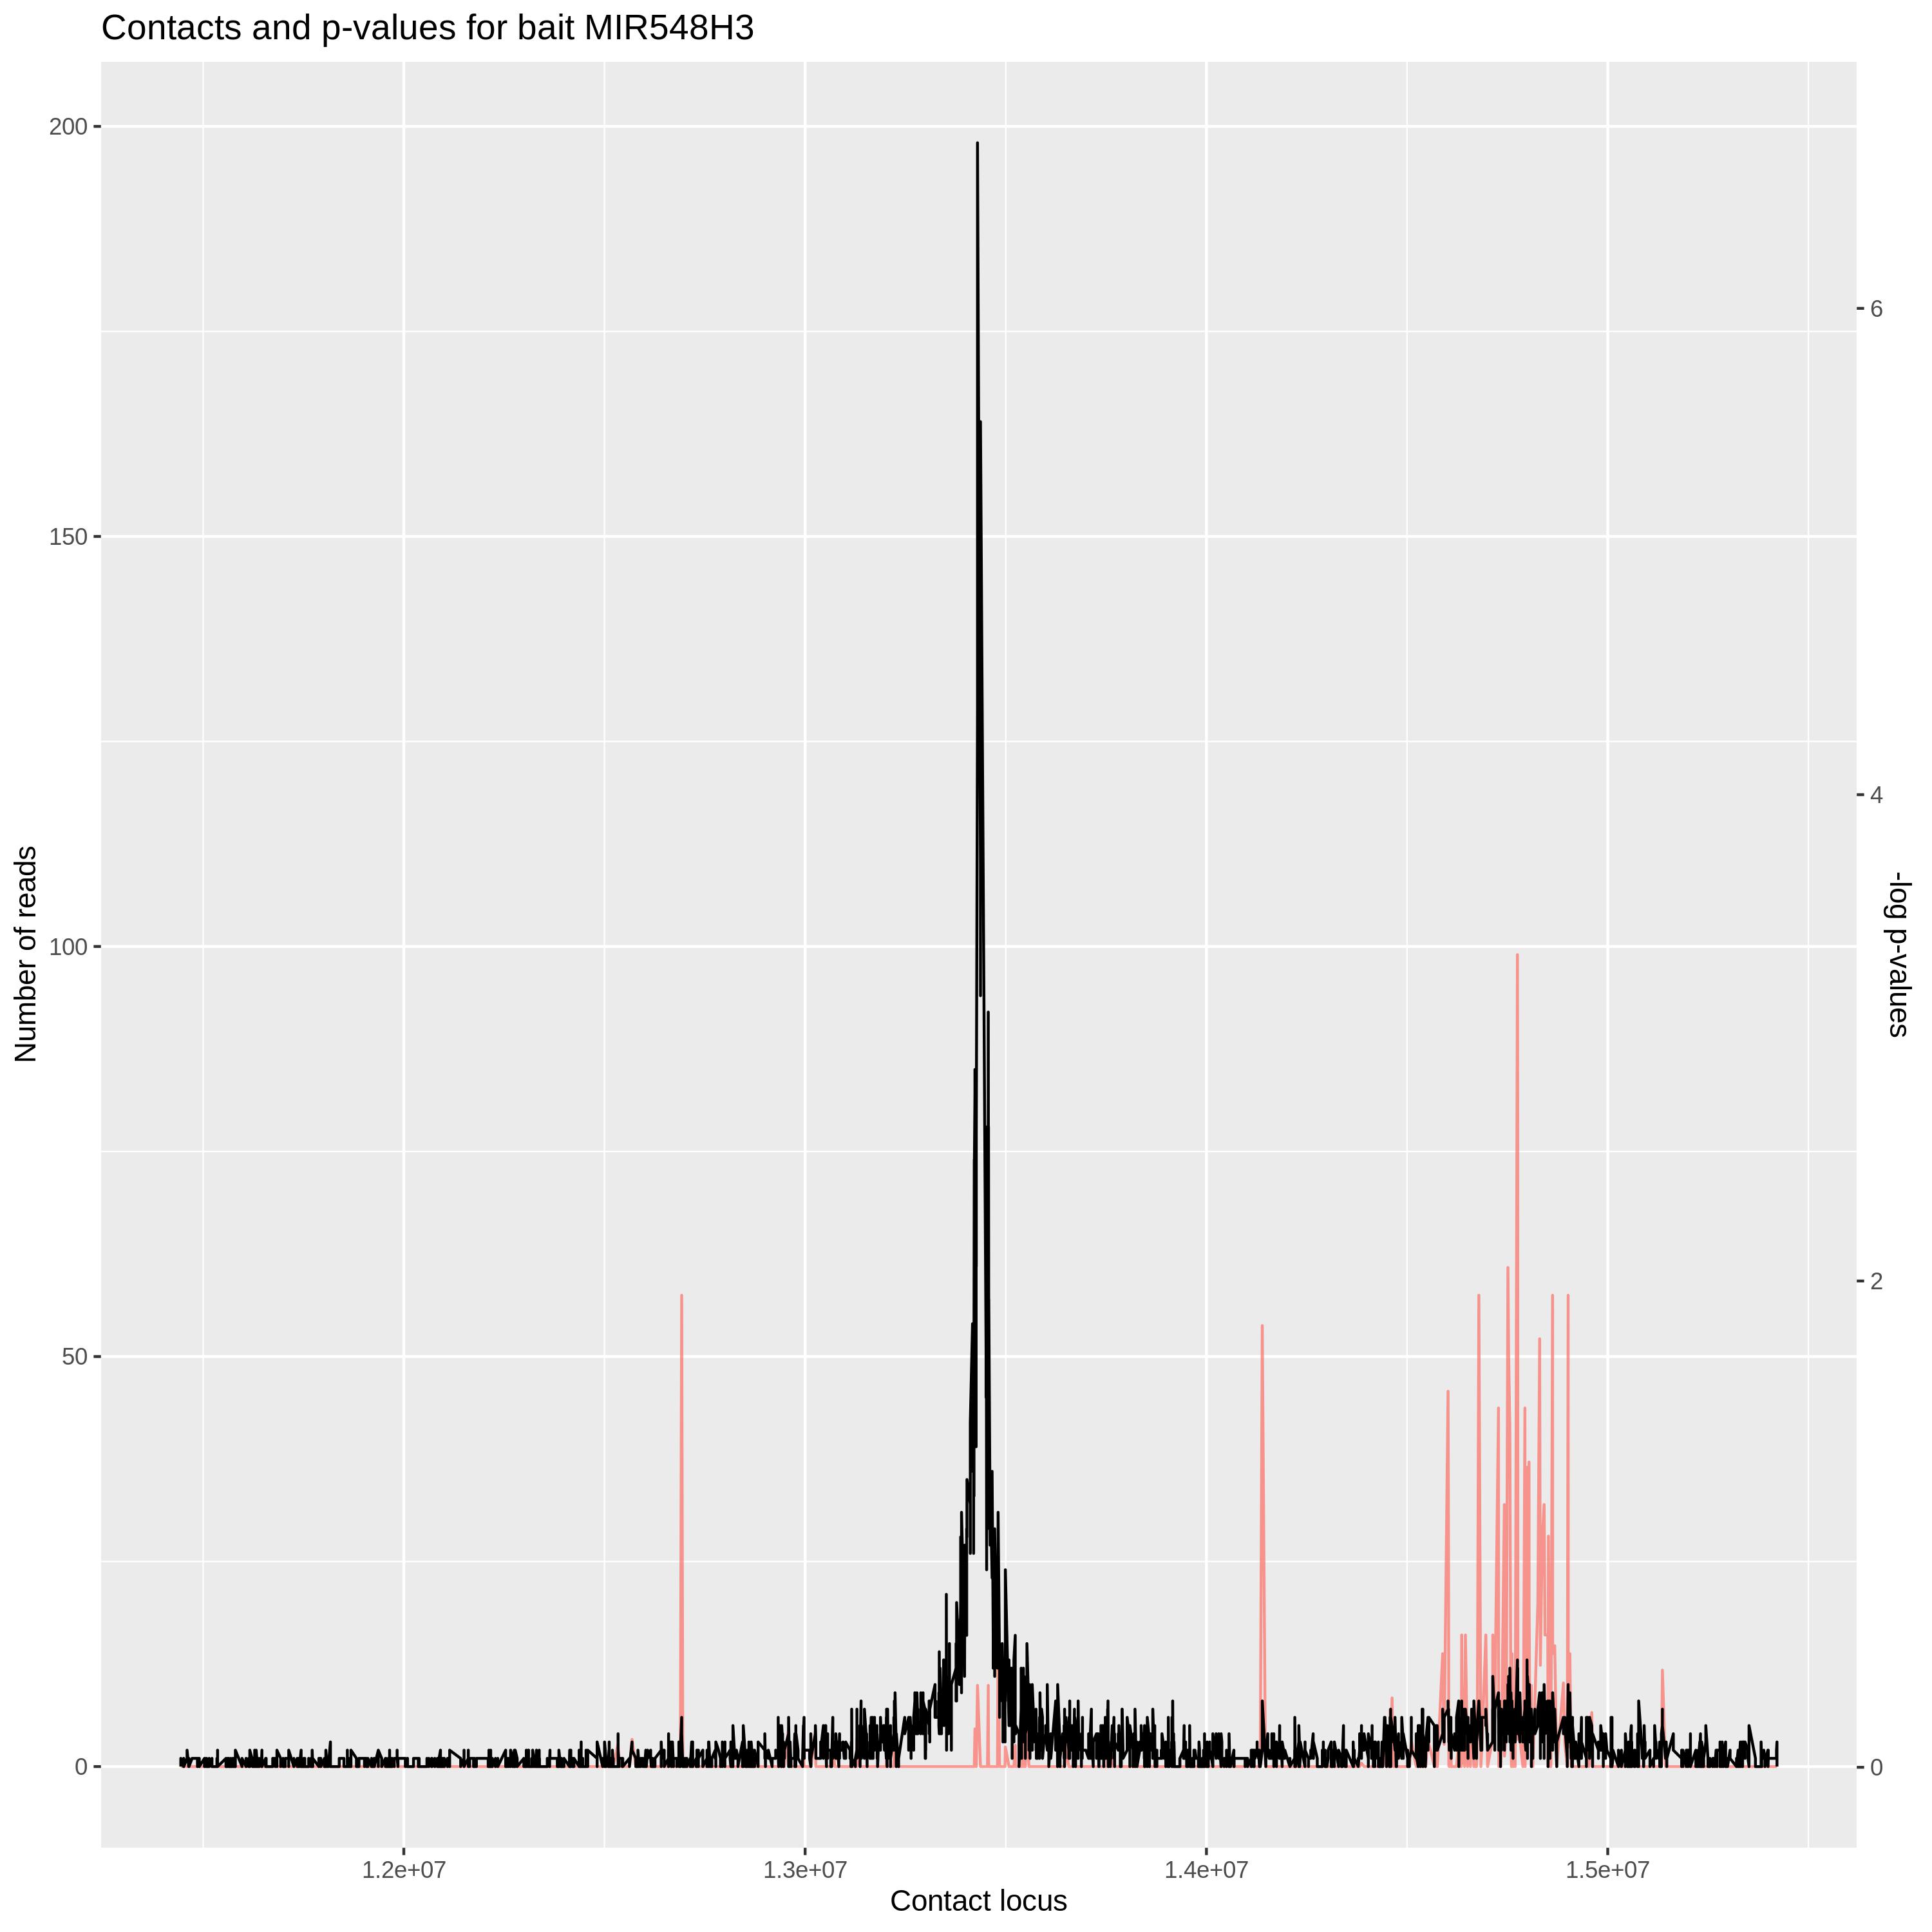 Contacts and p-values for bait MIR548H3
200
150
100
50
0
Number of reads
6
4
2
0
-log p-values
1.2e+07
1.3e+07
1.4e+07
1.5e+07
Contact locus